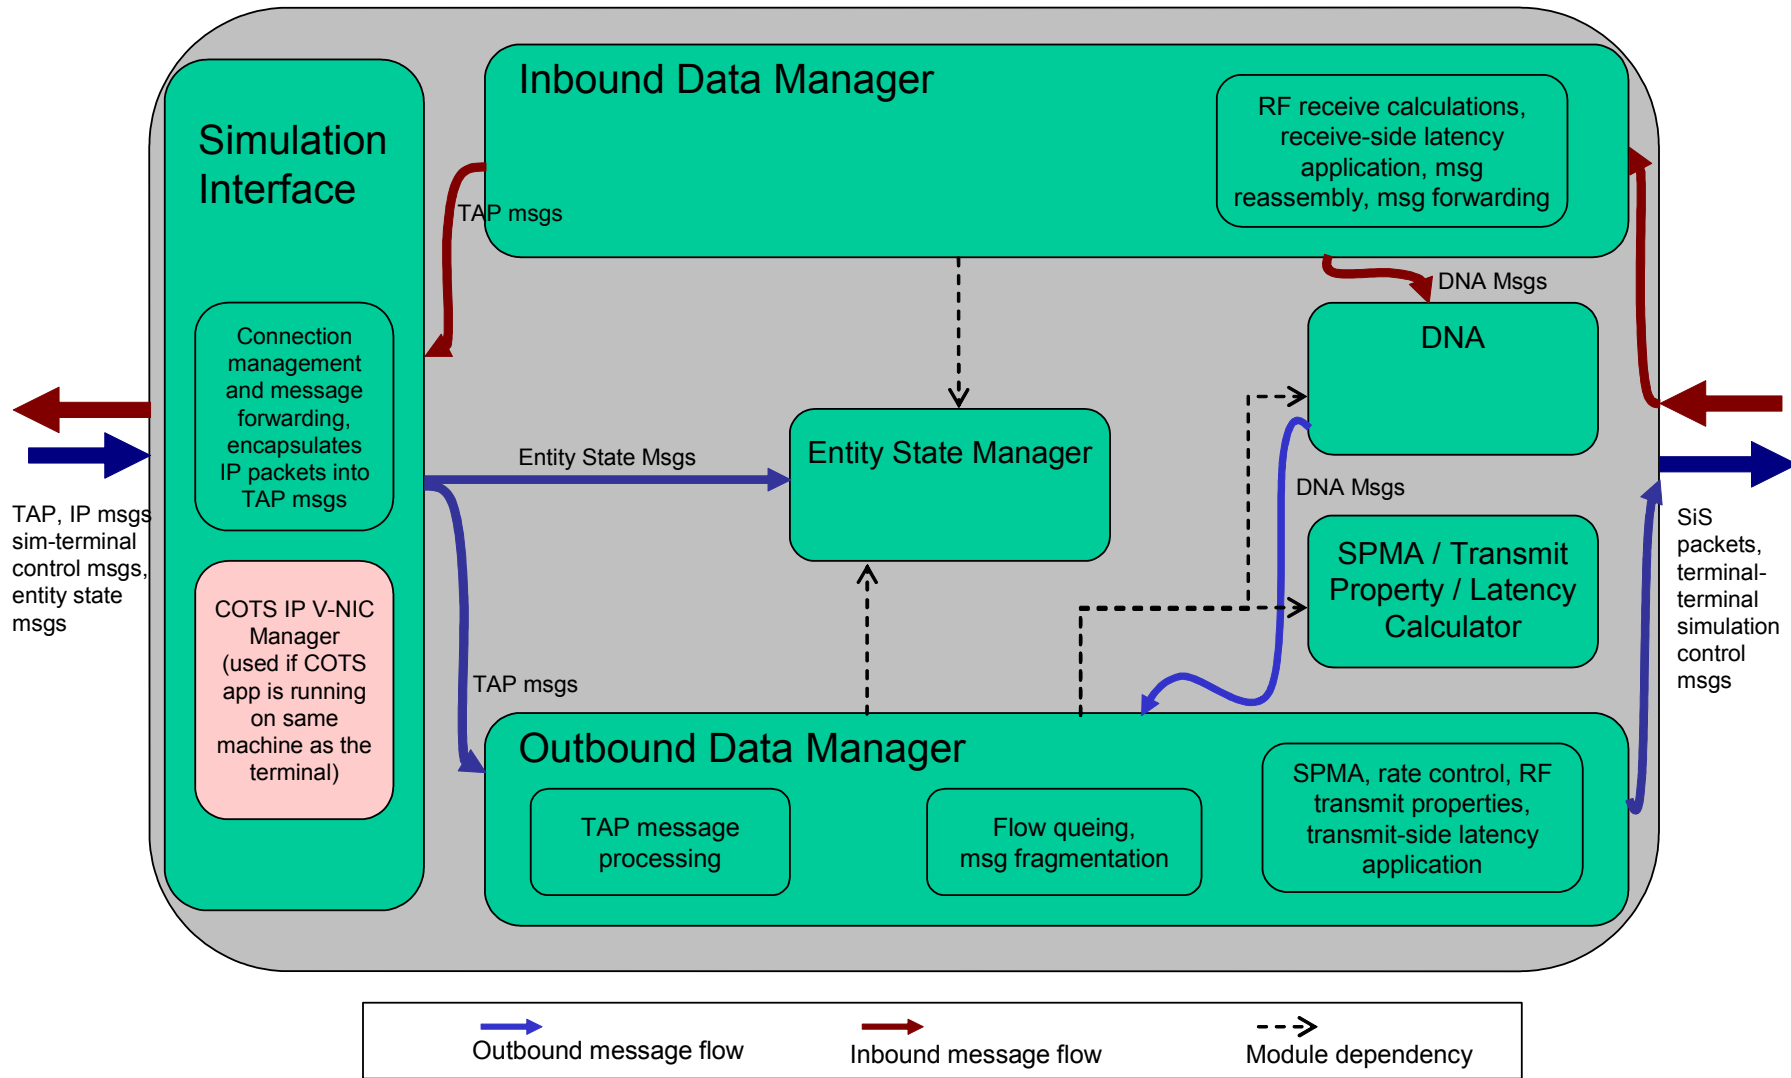 Inbound Data Manager
RF receive calculations,
receive-side latency
application, msg
reassembly, msg forwarding
Simulation
Interface
TAP msgs
DNA Msgs
Connection
management
and message
forwarding,
encapsulates
IP packets into
TAP msgs
DNA
Entity State Msgs
Entity State Manager
DNA Msgs
TAP, IP msgs
sim-terminal
control msgs,
entity state
msgs
SiS
packets,
terminal-
terminal
simulation
control
msgs
SPMA / Transmit
Property / Latency
Calculator
COTS IP V-NIC
Manager
(used if COTS
app is running
on same
machine as the
terminal)
TAP msgs
Outbound Data Manager
TAP message
processing
Flow queing,
msg fragmentation
SPMA, rate control, RF
transmit properties,
transmit-side latency
application
Outbound message flow
Inbound message flow
Module dependency